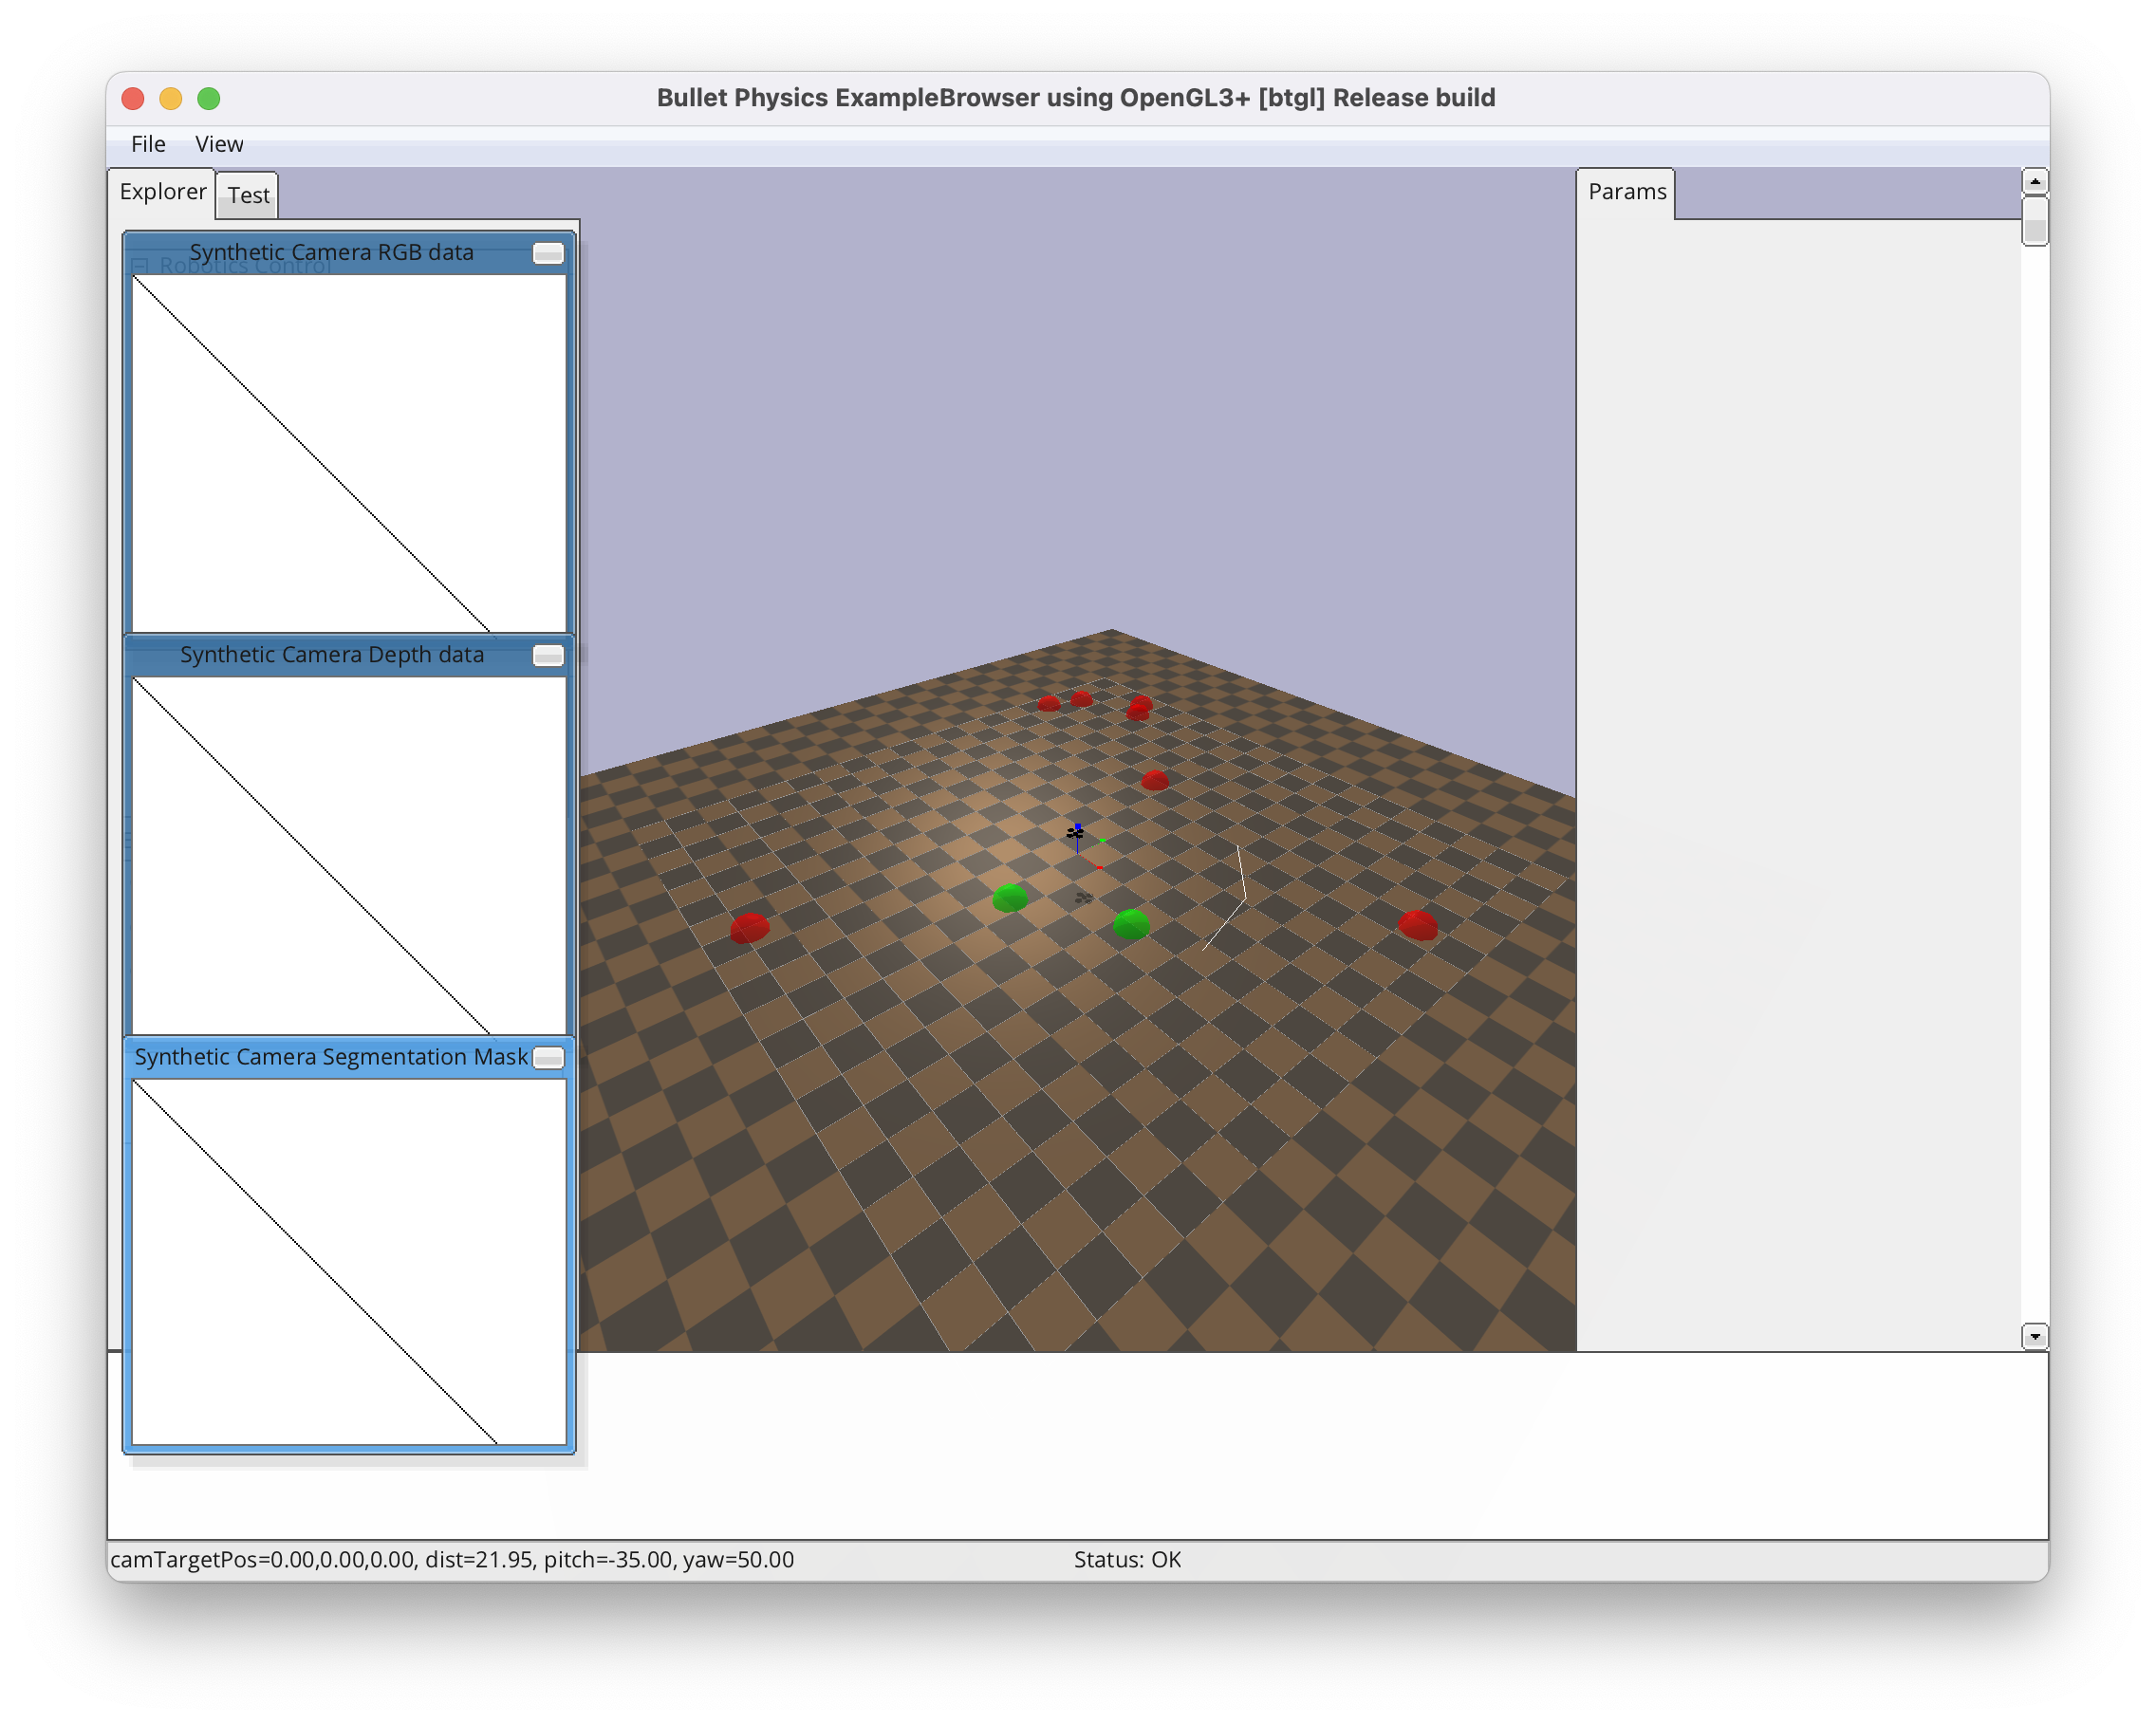 Bullet Physics ExampleBrowser using OpenGL3+ [btgl] Release build
File View
Explorer Test Params
Synthetic Camera RGB data
Robotics Control
Synthetic Camera Depth data
Synthetic Camera Segmentation Mask
camTargetPos=0.00,0.00,0.00, dist=21.95, pitch=-35.00, yaw=50.00 Status: OK